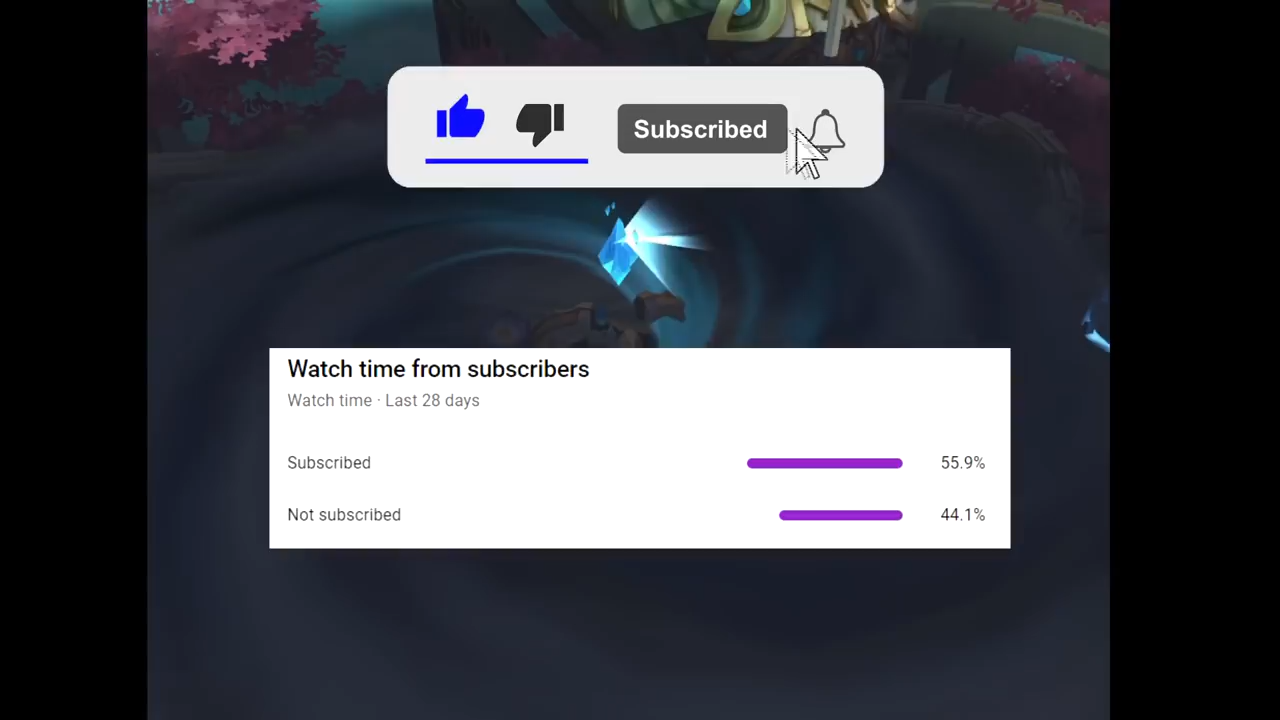 Subscribed
Watch time from subscribers
Watch time · Last 28 days
Subscribed 55.9%
Not subscribed 44.1%